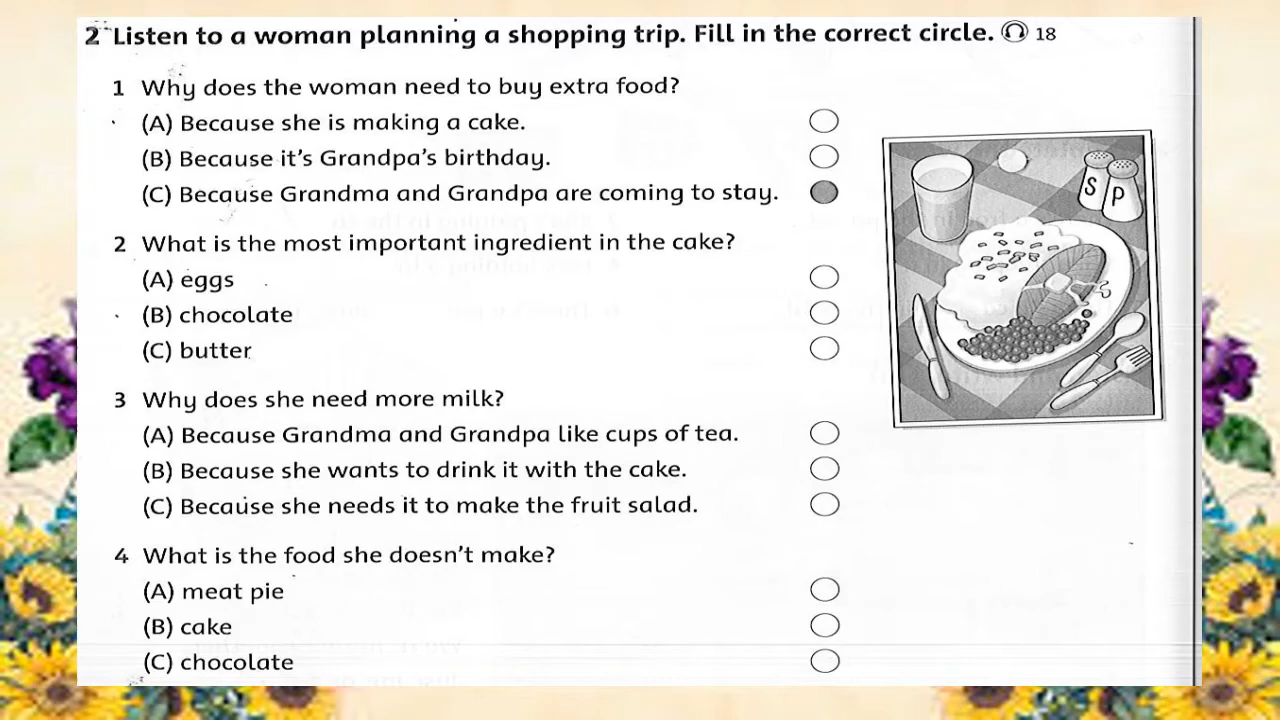 2 Listen to a woman planning a shopping trip. Fill in the correct circle. 18
1 Why does the woman need to buy extra food?
(A) Because she is making a cake.
(B) Because it's Grandpa's birthday.
(C) Because Grandma and Grandpa are coming to stay.
2 What is the most important ingredient in the cake?
(A) eggs
(B) chocolate
(C) butter
3 Why does she need more milk?
(A) Because Grandma and Grandpa like cups of tea.
(B) Because she wants to drink it with the cake.
(C) Because she needs it to make the fruit salad.
4 What is the food she doesn't make?
(A) meat pie
(B) cake
(C) chocolate
S P